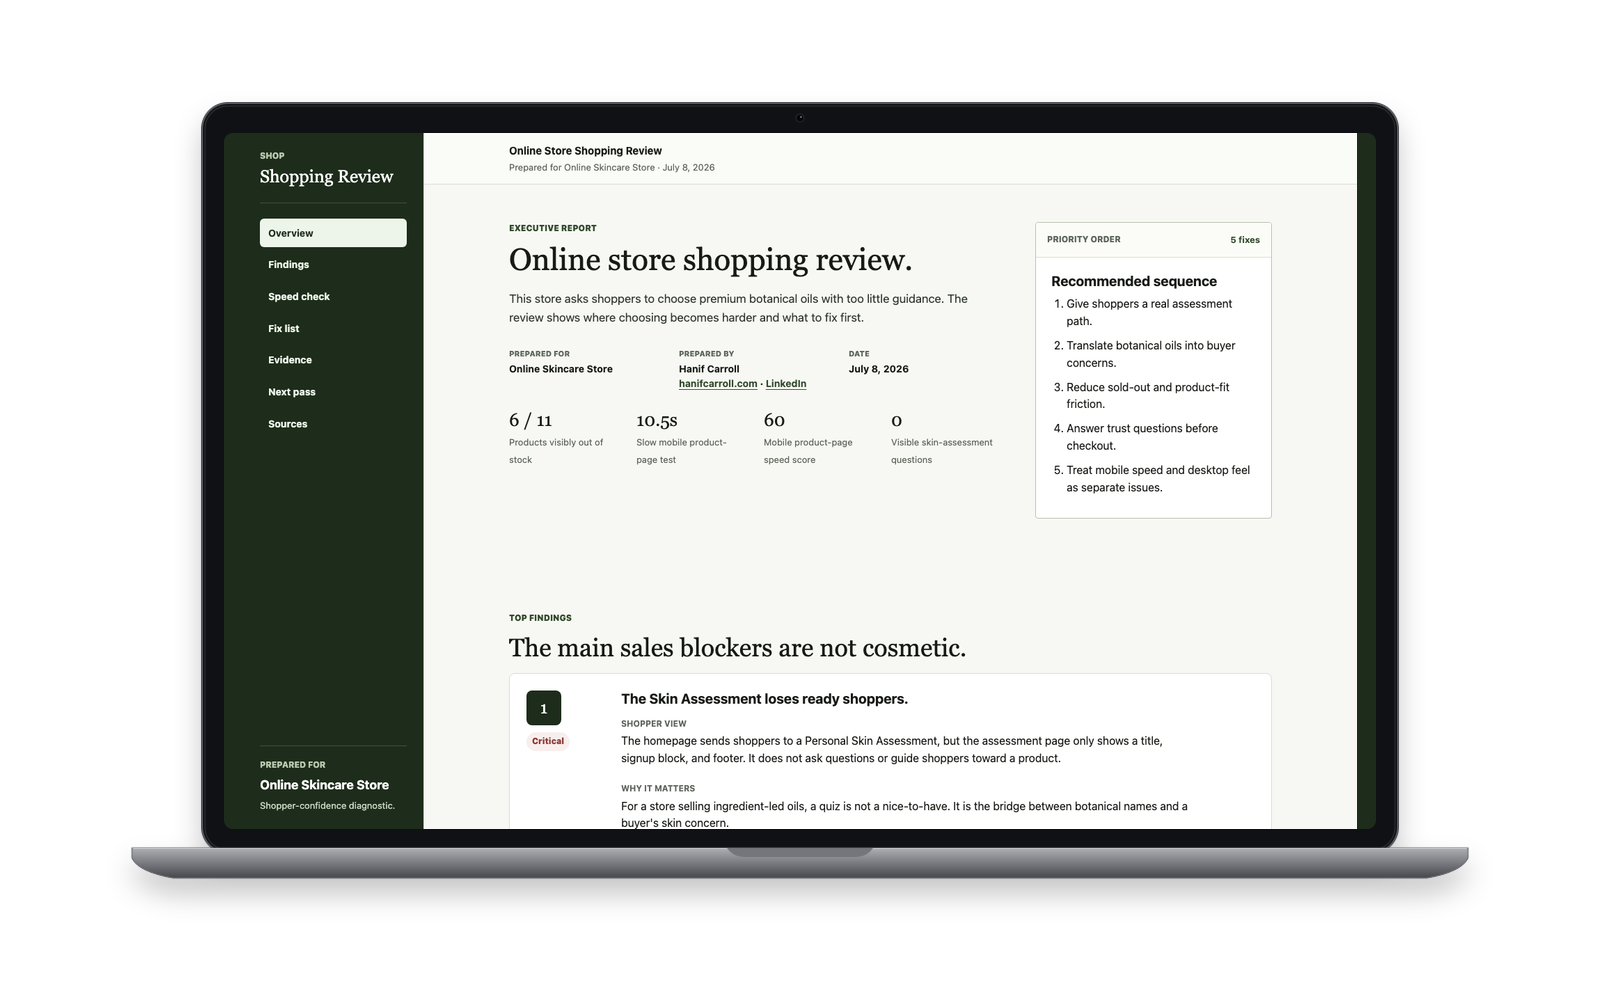 SHOP
Shopping Review
Overview
Findings
Speed check
Fix list
Evidence
Next pass
Sources
PREPARED FOR
Online Skincare Store
Shopper-confidence diagnostic.
Online Store Shopping Review
Prepared for Online Skincare Store · July 8, 2026
EXECUTIVE REPORT
Online store shopping review.
This store asks shoppers to choose premium botanical oils with too little guidance. The
review shows where choosing becomes harder and what to fix first.
PREPARED FOR
Online Skincare Store
PREPARED BY
Hanif Carroll
hanifcarroll.com · LinkedIn
DATE
July 8, 2026
6 / 11
Products visibly out of
stock
10.5s
Slow mobile product-
page test
60
Mobile product-page
speed score
0
Visible skin-assessment
questions
PRIORITY ORDER
5 fixes
Recommended sequence
1. Give shoppers a real assessment
path.
2. Translate botanical oils into buyer
concerns.
3. Reduce sold-out and product-fit
friction.
4. Answer trust questions before
checkout.
5. Treat mobile speed and desktop feel
as separate issues.
TOP FINDINGS
The main sales blockers are not cosmetic.
1
Critical
The Skin Assessment loses ready shoppers.
SHOPPER VIEW
The homepage sends shoppers to a Personal Skin Assessment, but the assessment page only shows a title,
signup block, and footer. It does not ask questions or guide shoppers toward a product.
WHY IT MATTERS
For a store selling ingredient-led oils, a quiz is not a nice-to-have. It is the bridge between botanical names and a
buyer's skin concern.